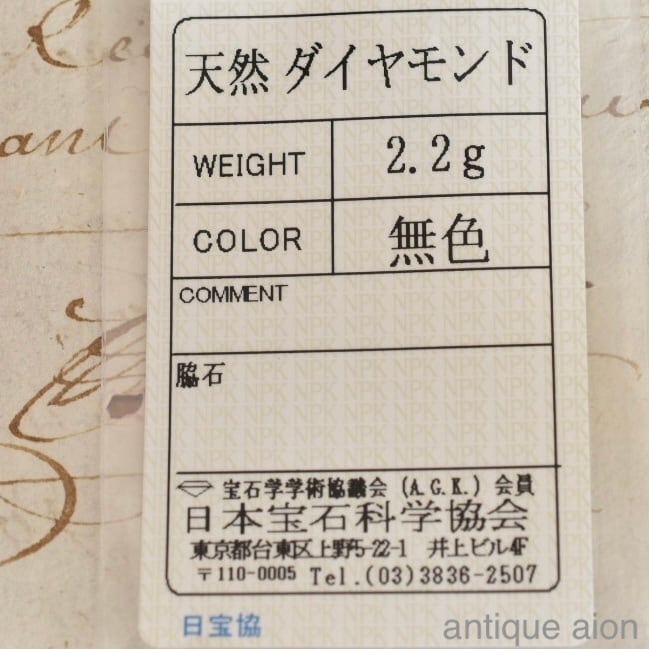 天然 ダイヤモンド
WEIGHT 2.2g
COLOR 無色
COMMENT
脇石
宝石学学術協議会 (A.G.K.) 会員
日本宝石科学協会
東京都台東区上野5-22-1 井上ビル4F
〒110-0005 Tel.(03)3836-2507
日宝協
antique aion